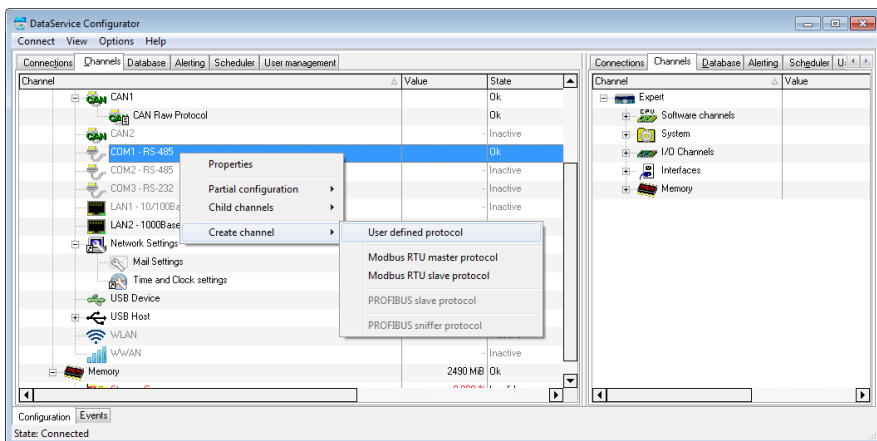 DataService Configurator
Connect View Options Help
Connections Channels Database Alerting Scheduler User management
Channel Value State
CAN1 Ok
CAN Raw Protocol Ok
CAN2 - Inactive
COM1 - RS-485 Ok
COM2 - RS-485 - Inactive
COM3 - RS-232 - Inactive
LAN1 - 10/100Ba
LAN2 - 1000Base
Network Settings
Mail Settings
Time and Clock settings
USB Device
USB Host
WLAN
WWAN - Inactive
Memory 2490 MiB Ok
Properties
Partial configuration
Child channels
Create channel
User defined protocol
Modbus RTU master protocol
Modbus RTU slave protocol
PROFIBUS slave protocol
PROFIBUS sniffer protocol
Connections Channels Database Alerting Scheduler U
Channel Value
Expert
Software channels
System
I/O Channels
Interfaces
Memory
Configuration Events
State: Connected